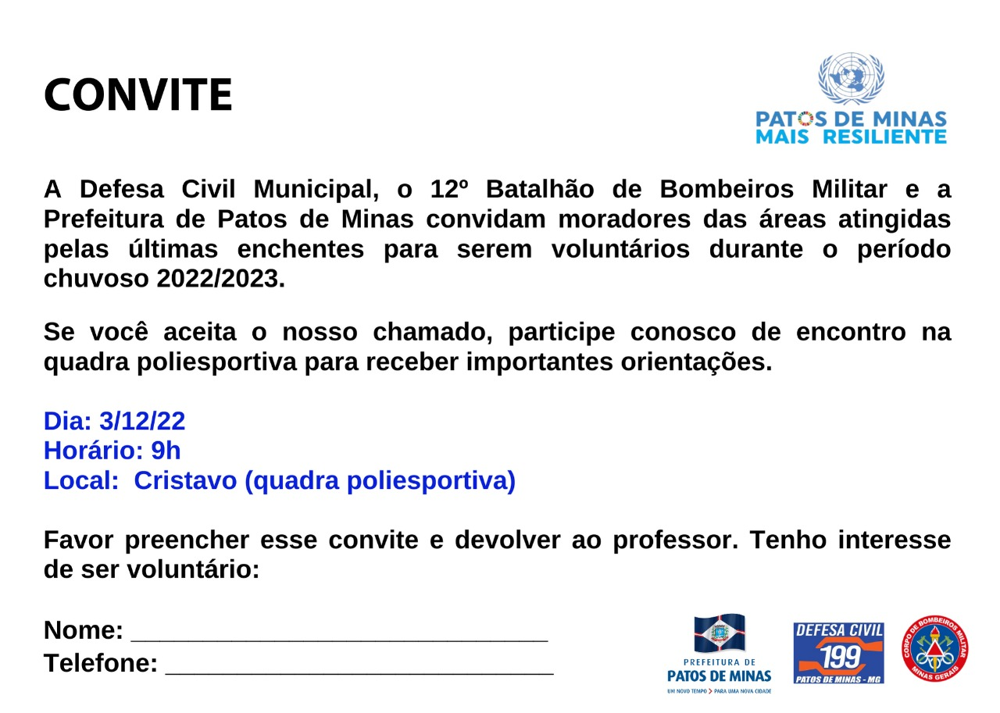 CONVITE
PATOS DE MINAS
MAIS RESILIENTE
A Defesa Civil Municipal, o 12º Batalhão de Bombeiros Militar e a
Prefeitura de Patos de Minas convidam moradores das áreas atingidas
pelas últimas enchentes para serem voluntários durante o período
chuvoso 2022/2023.
Se você aceita o nosso chamado, participe conosco de encontro na
quadra poliesportiva para receber importantes orientações.
Dia: 3/12/22
Horário: 9h
Local: Cristavo (quadra poliesportiva)
Favor preencher esse convite e devolver ao professor. Tenho interesse
de ser voluntário:
Nome: ______________________________
Telefone: ____________________________
PREFEITURA DE
PATOS DE MINAS
UM NOVO TEMPO > PARA UMA NOVA CIDADE
DEFESA CIVIL
199
PATOS DE MINAS - MG
CORPO DE BOMBEIROS MILITAR
MINAS GERAIS